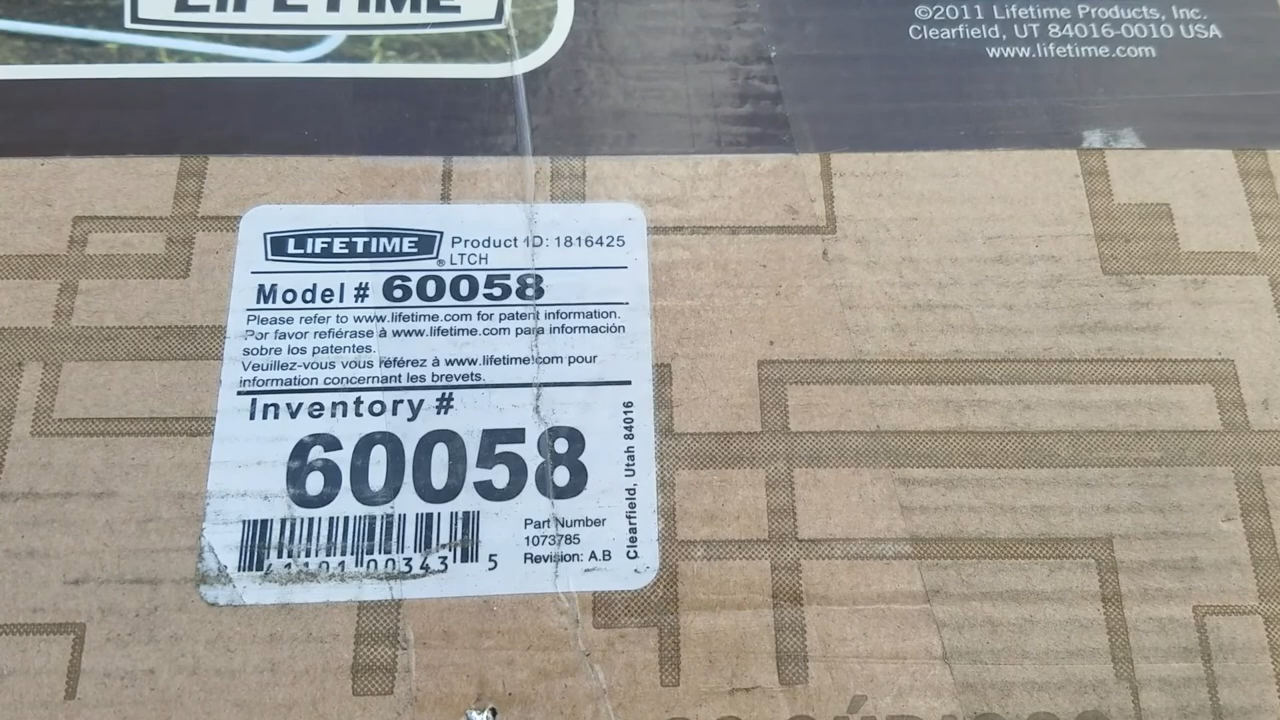 LIFETIME
©2011 Lifetime Products, Inc.
Clearfield, UT 84016-0010 USA
www.lifetime.com
LIFETIME®
Product ID: 1816425
LTCH
Model # 60058
Please refer to www.lifetime.com for patent information.
Por favor refiérase à www.lifetime.com para información
sobre los patentes.
Veuillez-vous vous référez à www.lifetime.com pour
information concernant les brevets.
Inventory #
60058
Clearfield, Utah 84016
Part Number
1073785
Revision: A.B
00343 5